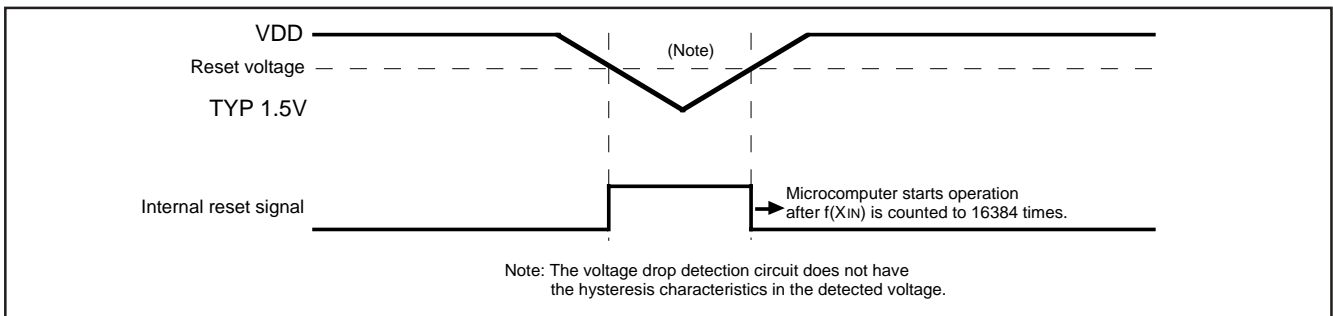 VDD
(Note)
Reset voltage
TYP 1.5V
Internal reset signal
Microcomputer starts operation
after f(XIN) is counted to 16384 times.
Note: The voltage drop detection circuit does not have
the hysteresis characteristics in the detected voltage.